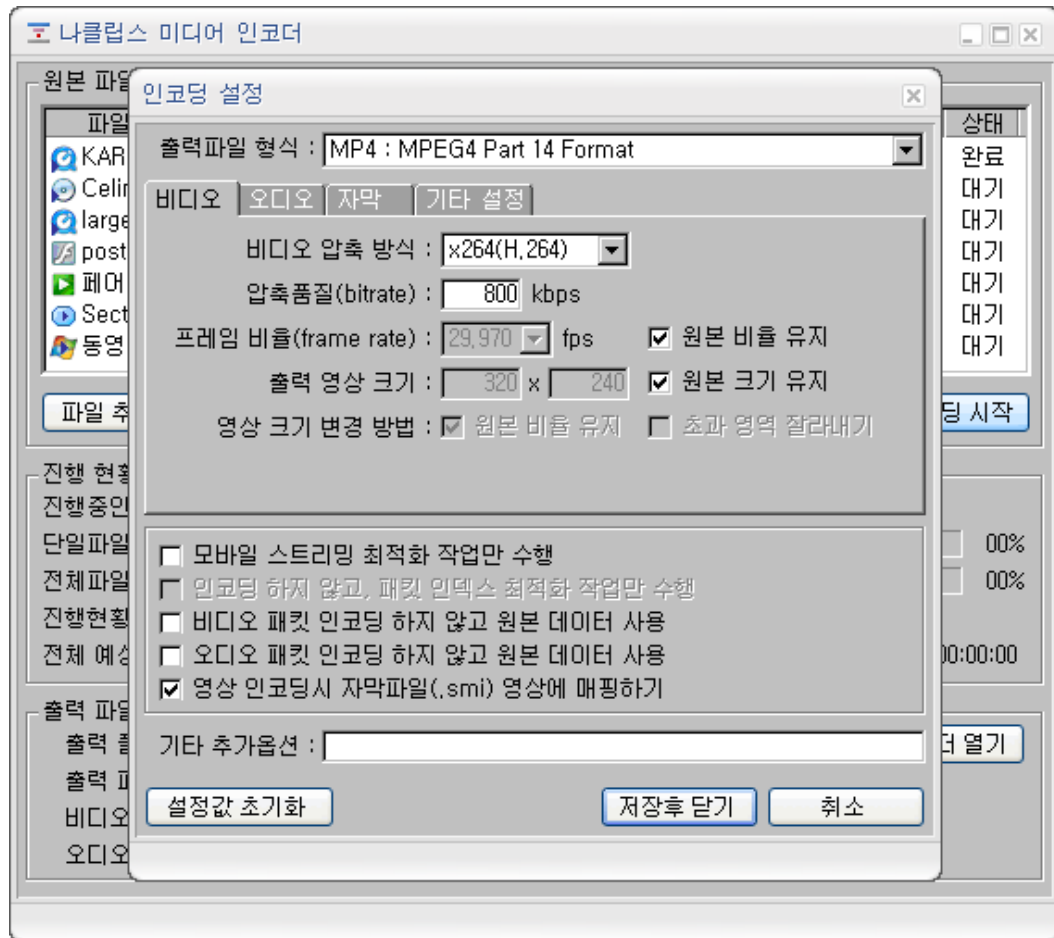 나클립스 미디어 인코더
원본 파일
파일 상태
KAR 완료
Celin 대기
large 대기
post 대기
페어 대기
Sect 대기
동영 대기
파일 추 딩 시작
진행 현황
진행중인
단일파일 00%
전체파일 00%
진행현황
전체 예상 00:00:00
출력 파일
출력 폴 더 열기
출력 파
비디오
오디오
인코딩 설정
출력파일 형식 : MP4 : MPEG4 Part 14 Format
비디오 오디오 자막 기타 설정
비디오 압축 방식 : x264(H.264)
압축품질(bitrate) : 800 kbps
프레임 비율(frame rate) : 29,970 fps 원본 비율 유지
출력 영상 크기 : 320 x 240 원본 크기 유지
영상 크기 변경 방법 : 원본 비율 유지 초과 영역 잘라내기
모바일 스트리밍 최적화 작업만 수행
인코딩 하지 않고, 패킷 인덱스 최적화 작업만 수행
비디오 패킷 인코딩 하지 않고 원본 데이터 사용
오디오 패킷 인코딩 하지 않고 원본 데이터 사용
영상 인코딩시 자막파일(.smi) 영상에 매핑하기
기타 추가옵션 :
설정값 초기화 저장후 닫기 취소